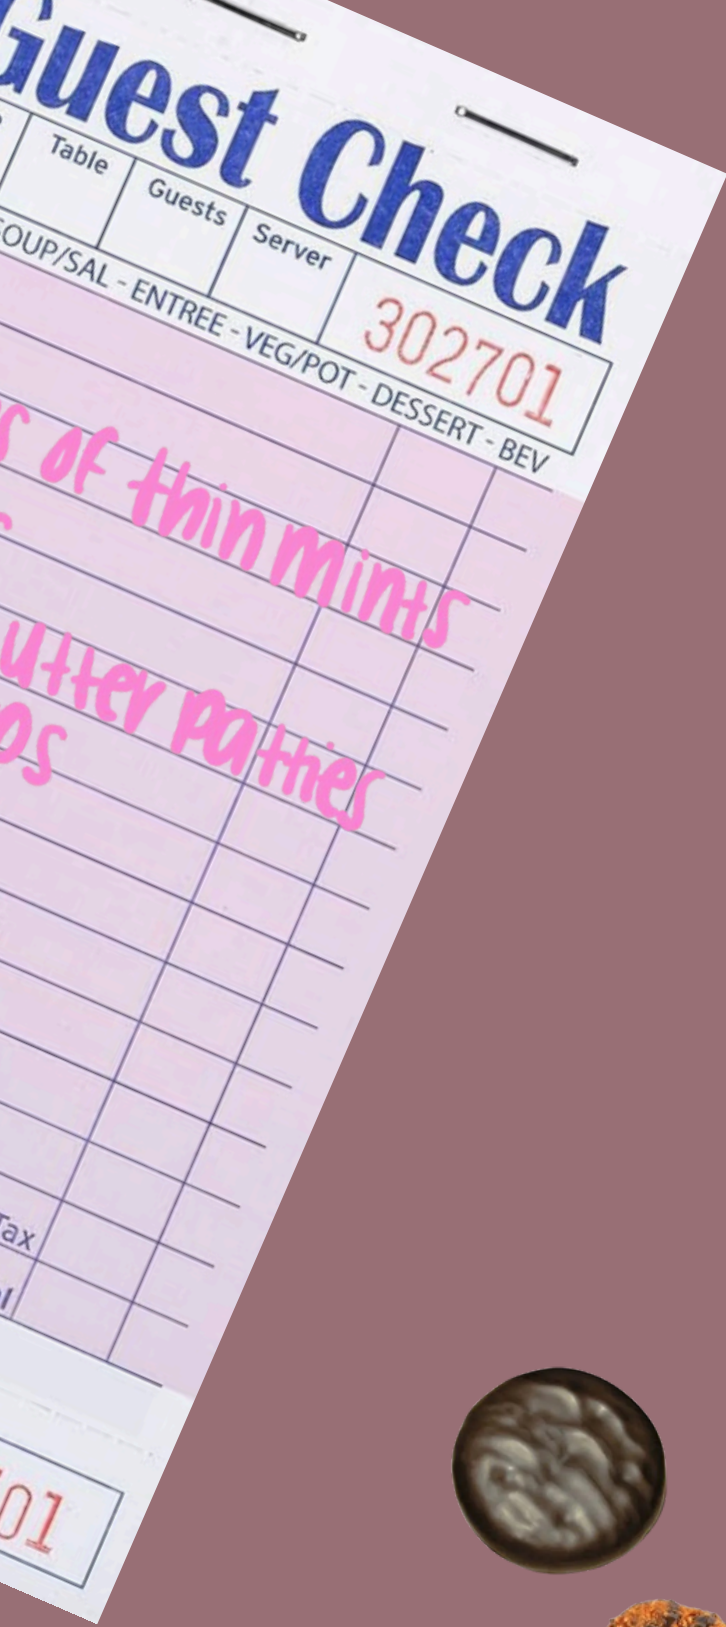 Guest Check
Table Guests Server
302701
SOUP/SAL - ENTREE - VEG/POT - DESSERT - BEV
of thin mints
utter patties
os
Tax
01